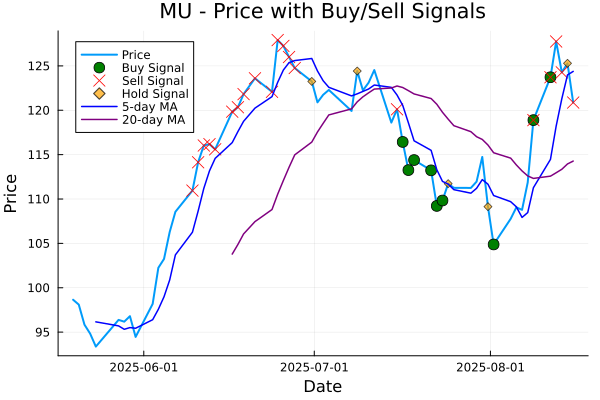 MU - Price with Buy/Sell Signals
Price
Buy Signal
Sell Signal
Hold Signal
5-day MA
20-day MA
125
120
115
110
105
100
95
Price
2025-06-01
2025-07-01
2025-08-01
Date